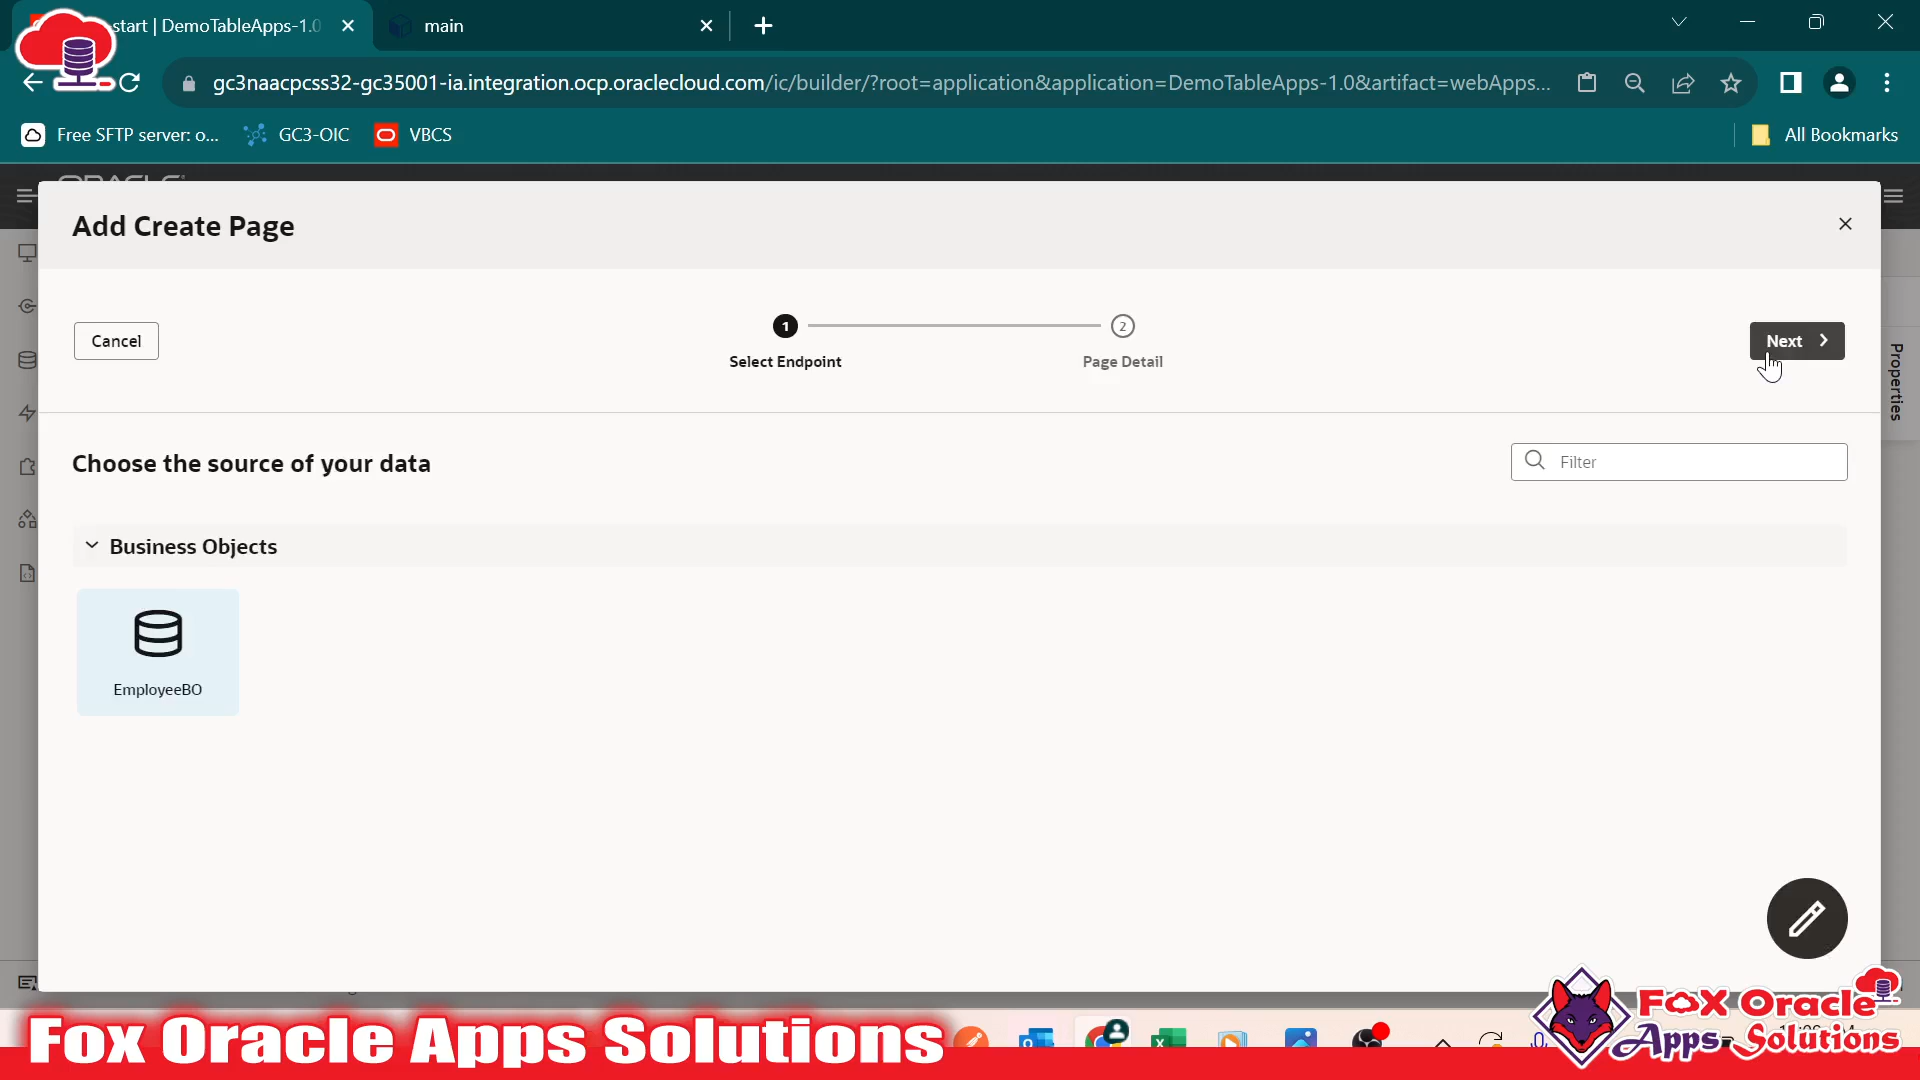 -start | DemoTableApps-1.0
main
gc3naacpcss32-gc35001-ia.integration.ocp.oraclecloud.com/ic/builder/?root=application&application=DemoTableApps-1.0&artifact=webApps...
Free SFTP server: o...
GC3-OIC
VBCS
All Bookmarks
ORACLE
Add Create Page
Cancel
1
2
Select Endpoint
Page Detail
Next
Properties
Choose the source of your data
Filter
Business Objects
EmployeeBO
Fox Oracle Apps Solutions
FoX Oracle
Apps Solutions